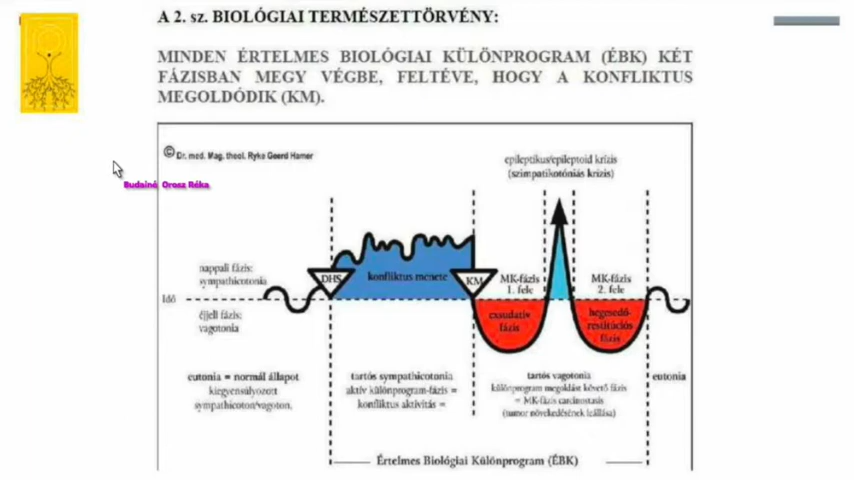 A 2. sz. BIOLÓGIAI TERMÉSZETTÖRVÉNY:
MINDEN ÉRTELMES BIOLÓGIAI KÜLÖNPROGRAM (ÉBK) KÉT
FÁZISBAN MEGY VÉGBE, FELTÉVE, HOGY A KONFLIKTUS
MEGOLDÓDIK (KM).
© Dr. med. Mag. theol. Ryke Geerd Hamer
epileptikus/epileptoid krízis
(szimpatikotóniás krízis)
Budainé Orosz Réka
nappali fázis:
sympathicotonia
Idő
éjjeli fázis:
vagotonia
DHS
konfliktus menete
KM
MK-fázis
1. fele
exsudatív
fázis
MK-fázis
2. fele
hegesedő-
restitúciós
fázis
eutonia = normál állapot
kiegyensúlyozott
sympathicoton/vagoton.
tartós sympathicotonia
aktív különprogram-fázis =
konfliktus aktivitás =
tartós vagotonia
különprogram megoldást követő fázis
= MK-fázis carcinostasis
(tumor növekedésének leállása)
eutonia
Értelmes Biológiai Különprogram (ÉBK)